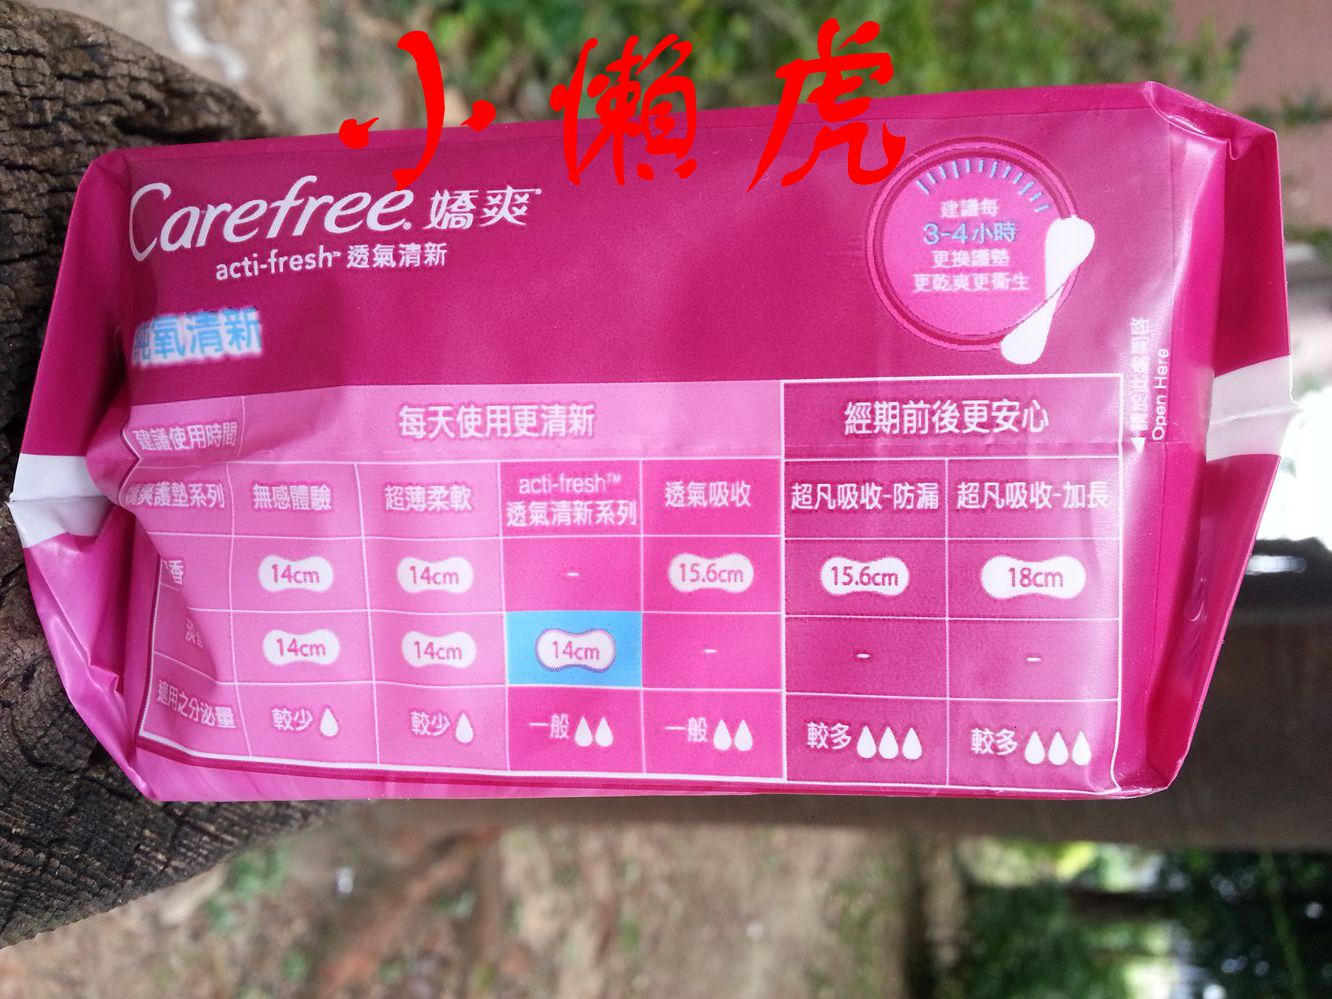 小懶虎
Carefree. 嬌爽®
acti-fresh™ 透氣清新
純氧清新
建議每
3-4小時
更換護墊
更乾爽更衛生
Open Here
建議使用時間 每天使用更清新 經期前後更安心
嬌爽護墊系列 無感體驗 超薄柔軟 acti-fresh™ 透氣清新系列 透氣吸收 超凡吸收-防漏 超凡吸收-加長
香 14cm 14cm - 15.6cm 15.6cm 18cm
淡香 14cm 14cm 14cm - - -
適用之分泌量 較少 較少 一般 一般 較多 較多